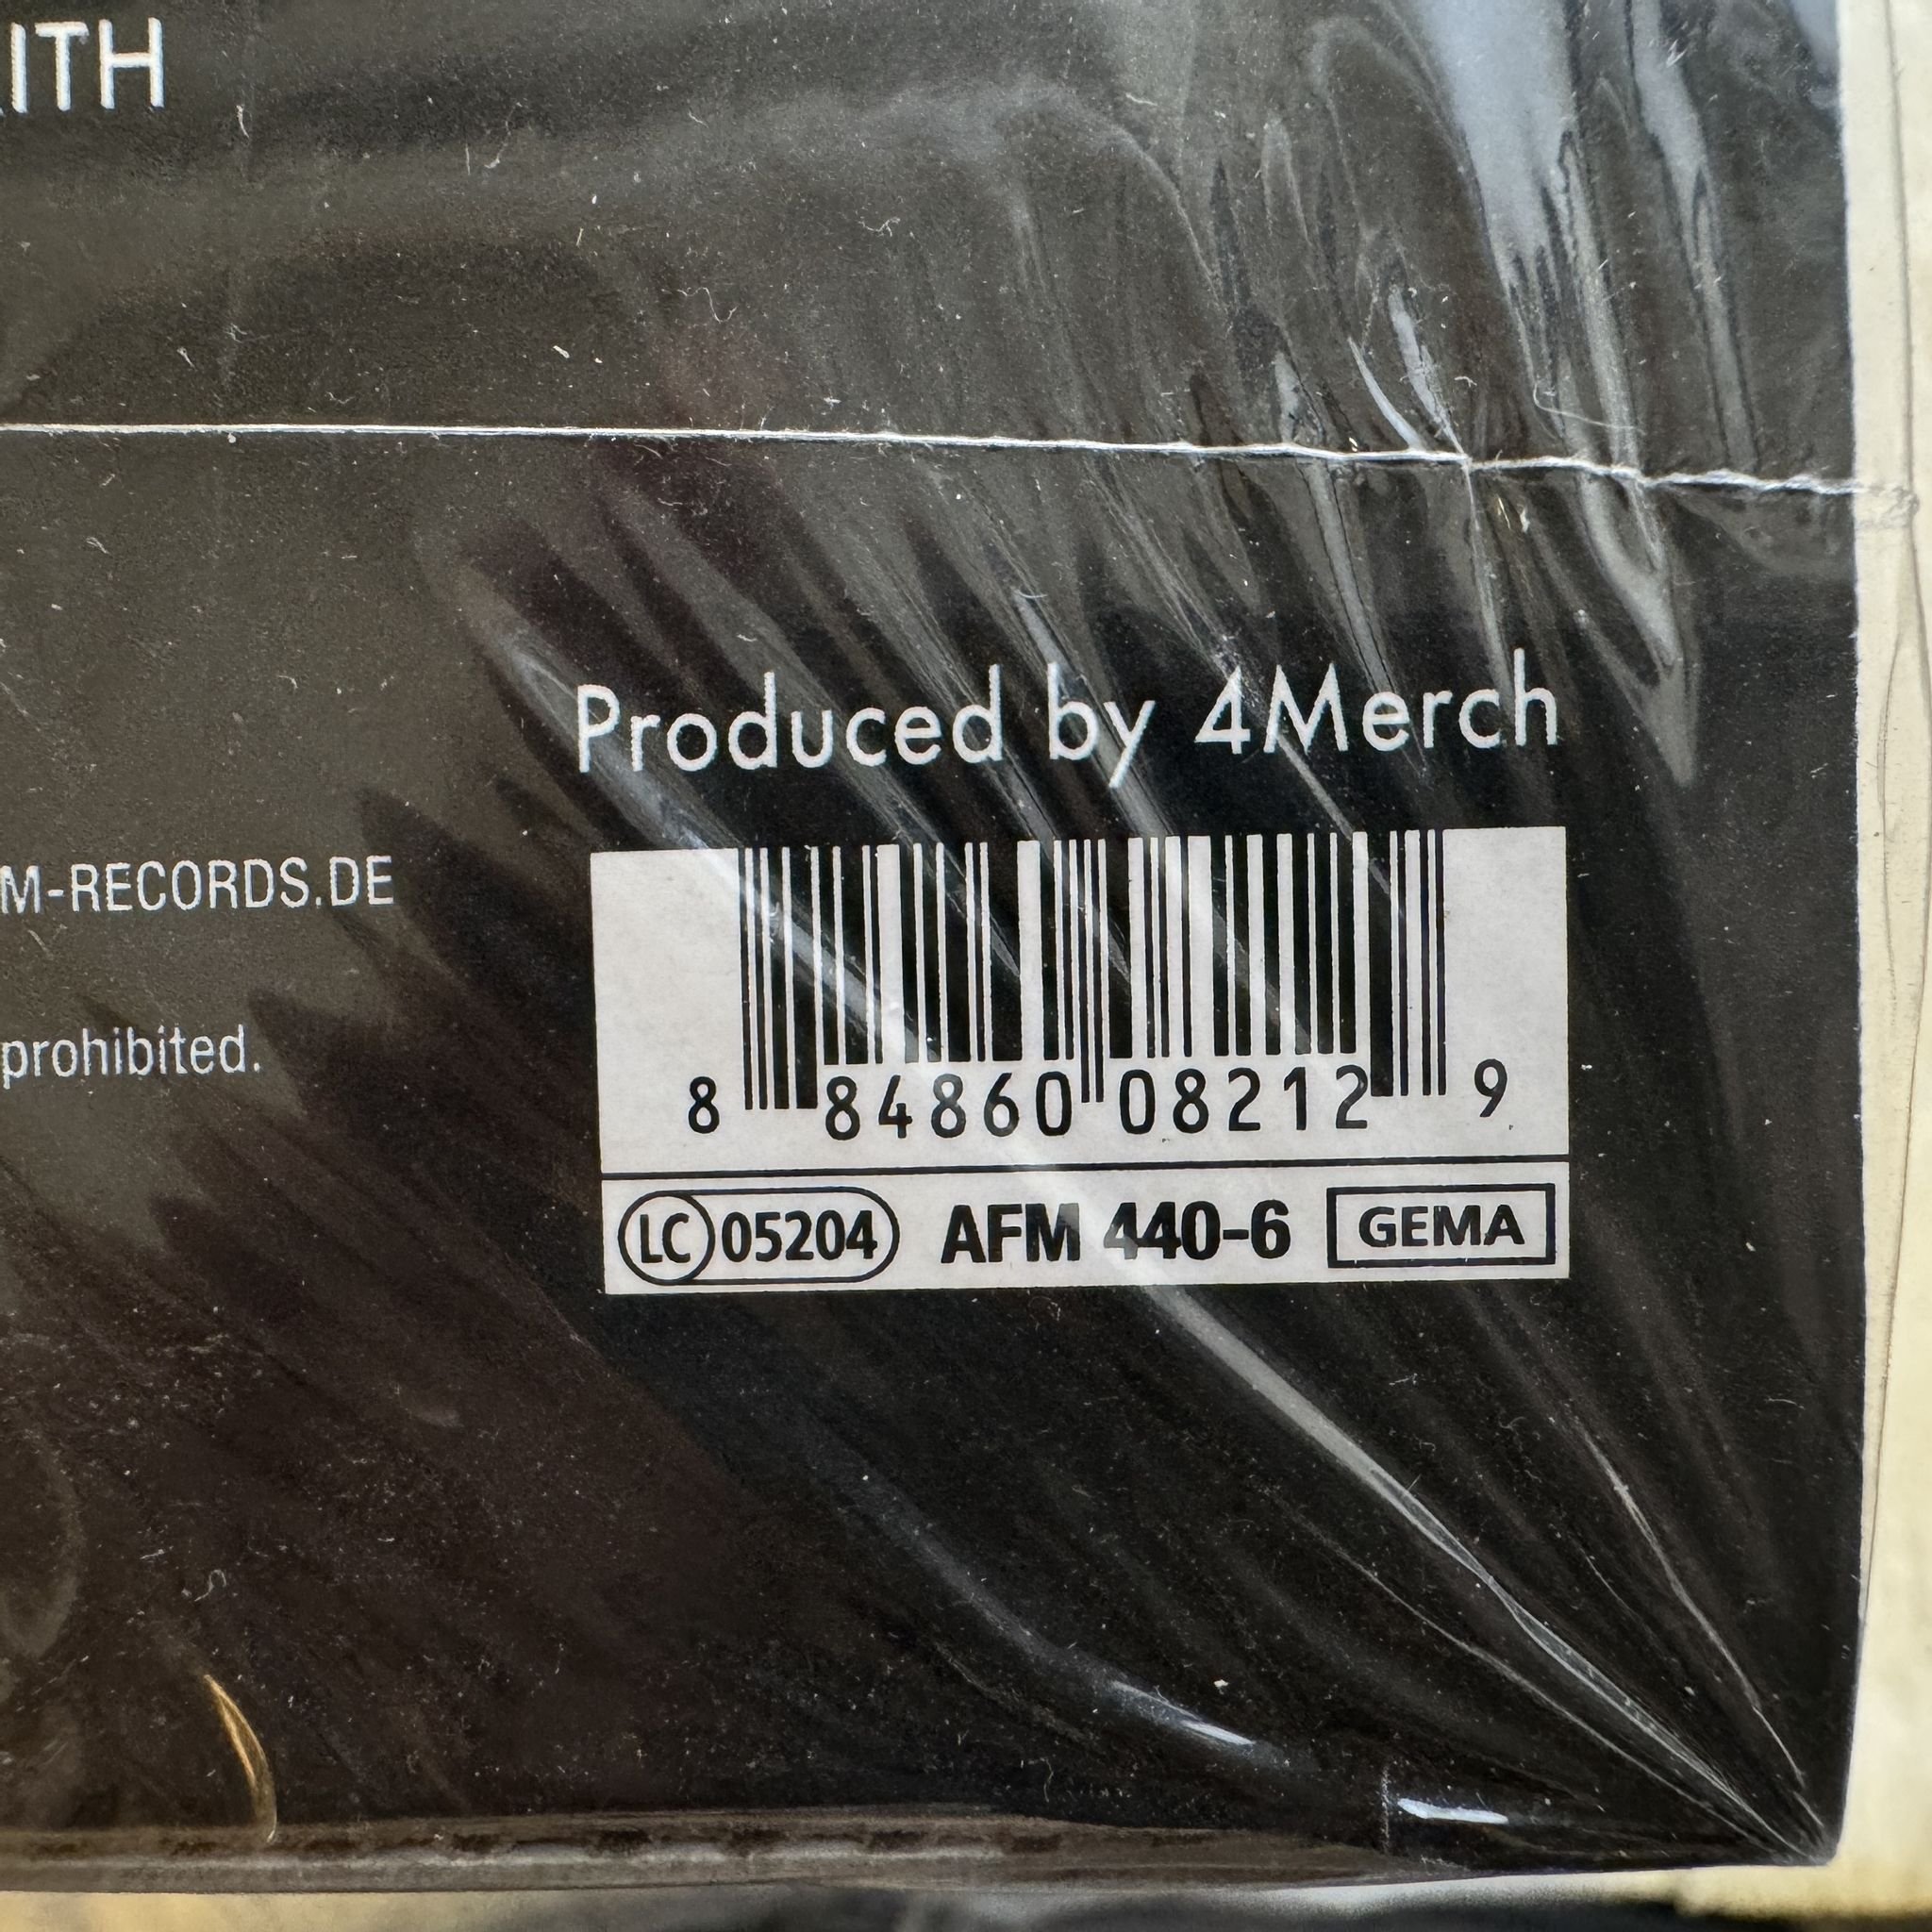 ITH
Produced by 4Merch
M-RECORDS.DE
prohibited.
8 84860 08212 9
LC 05204 AFM 440-6 GEMA